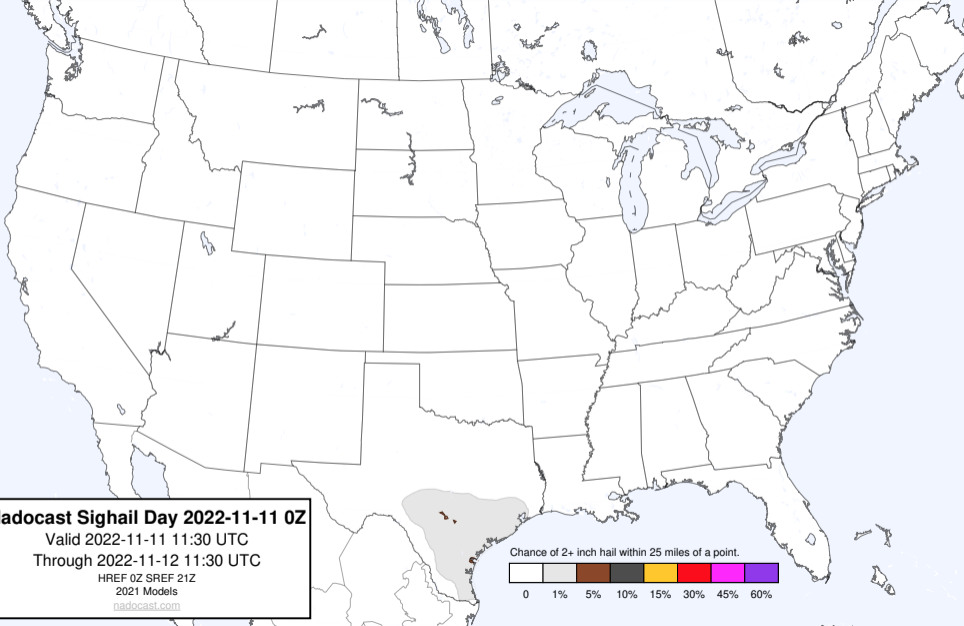 adocast Sighail Day 2022-11-11 0Z
Valid 2022-11-11 11:30 UTC
Through 2022-11-12 11:30 UTC
HREF 0Z SREF 21Z
2021 Models
nadocast.com
Chance of 2+ inch hail within 25 miles of a point.
0 1% 5% 10% 15% 30% 45% 60%